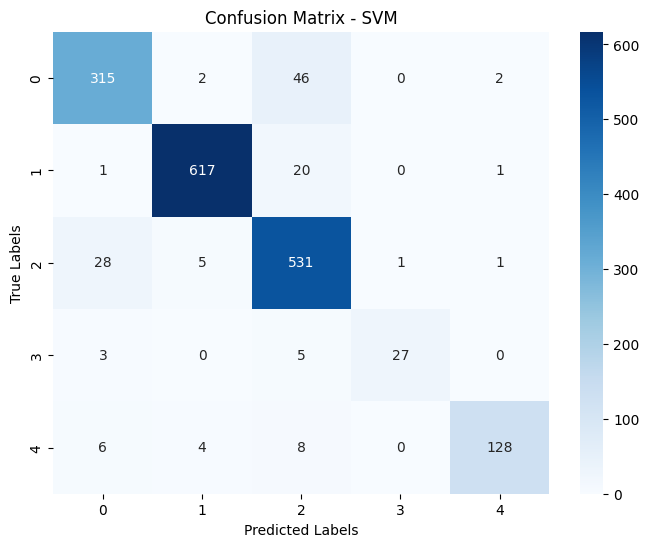 Confusion Matrix - SVM
0 315 2 46 0 2
1 1 617 20 0 1
2 28 5 531 1 1
3 3 0 5 27 0
4 6 4 8 0 128
0 1 2 3 4
True Labels
Predicted Labels
600
500
400
300
200
100
0